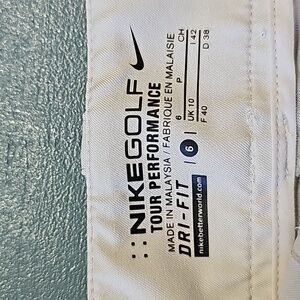 NIKEGOLF
TOUR PERFORMANCE
MADE IN MALAYSIA / FABRIQUÉ EN MALAISIE
6 P CH 142 D 38
UK 10 F 40
DRI-FIT 6
nikebetterworld.com